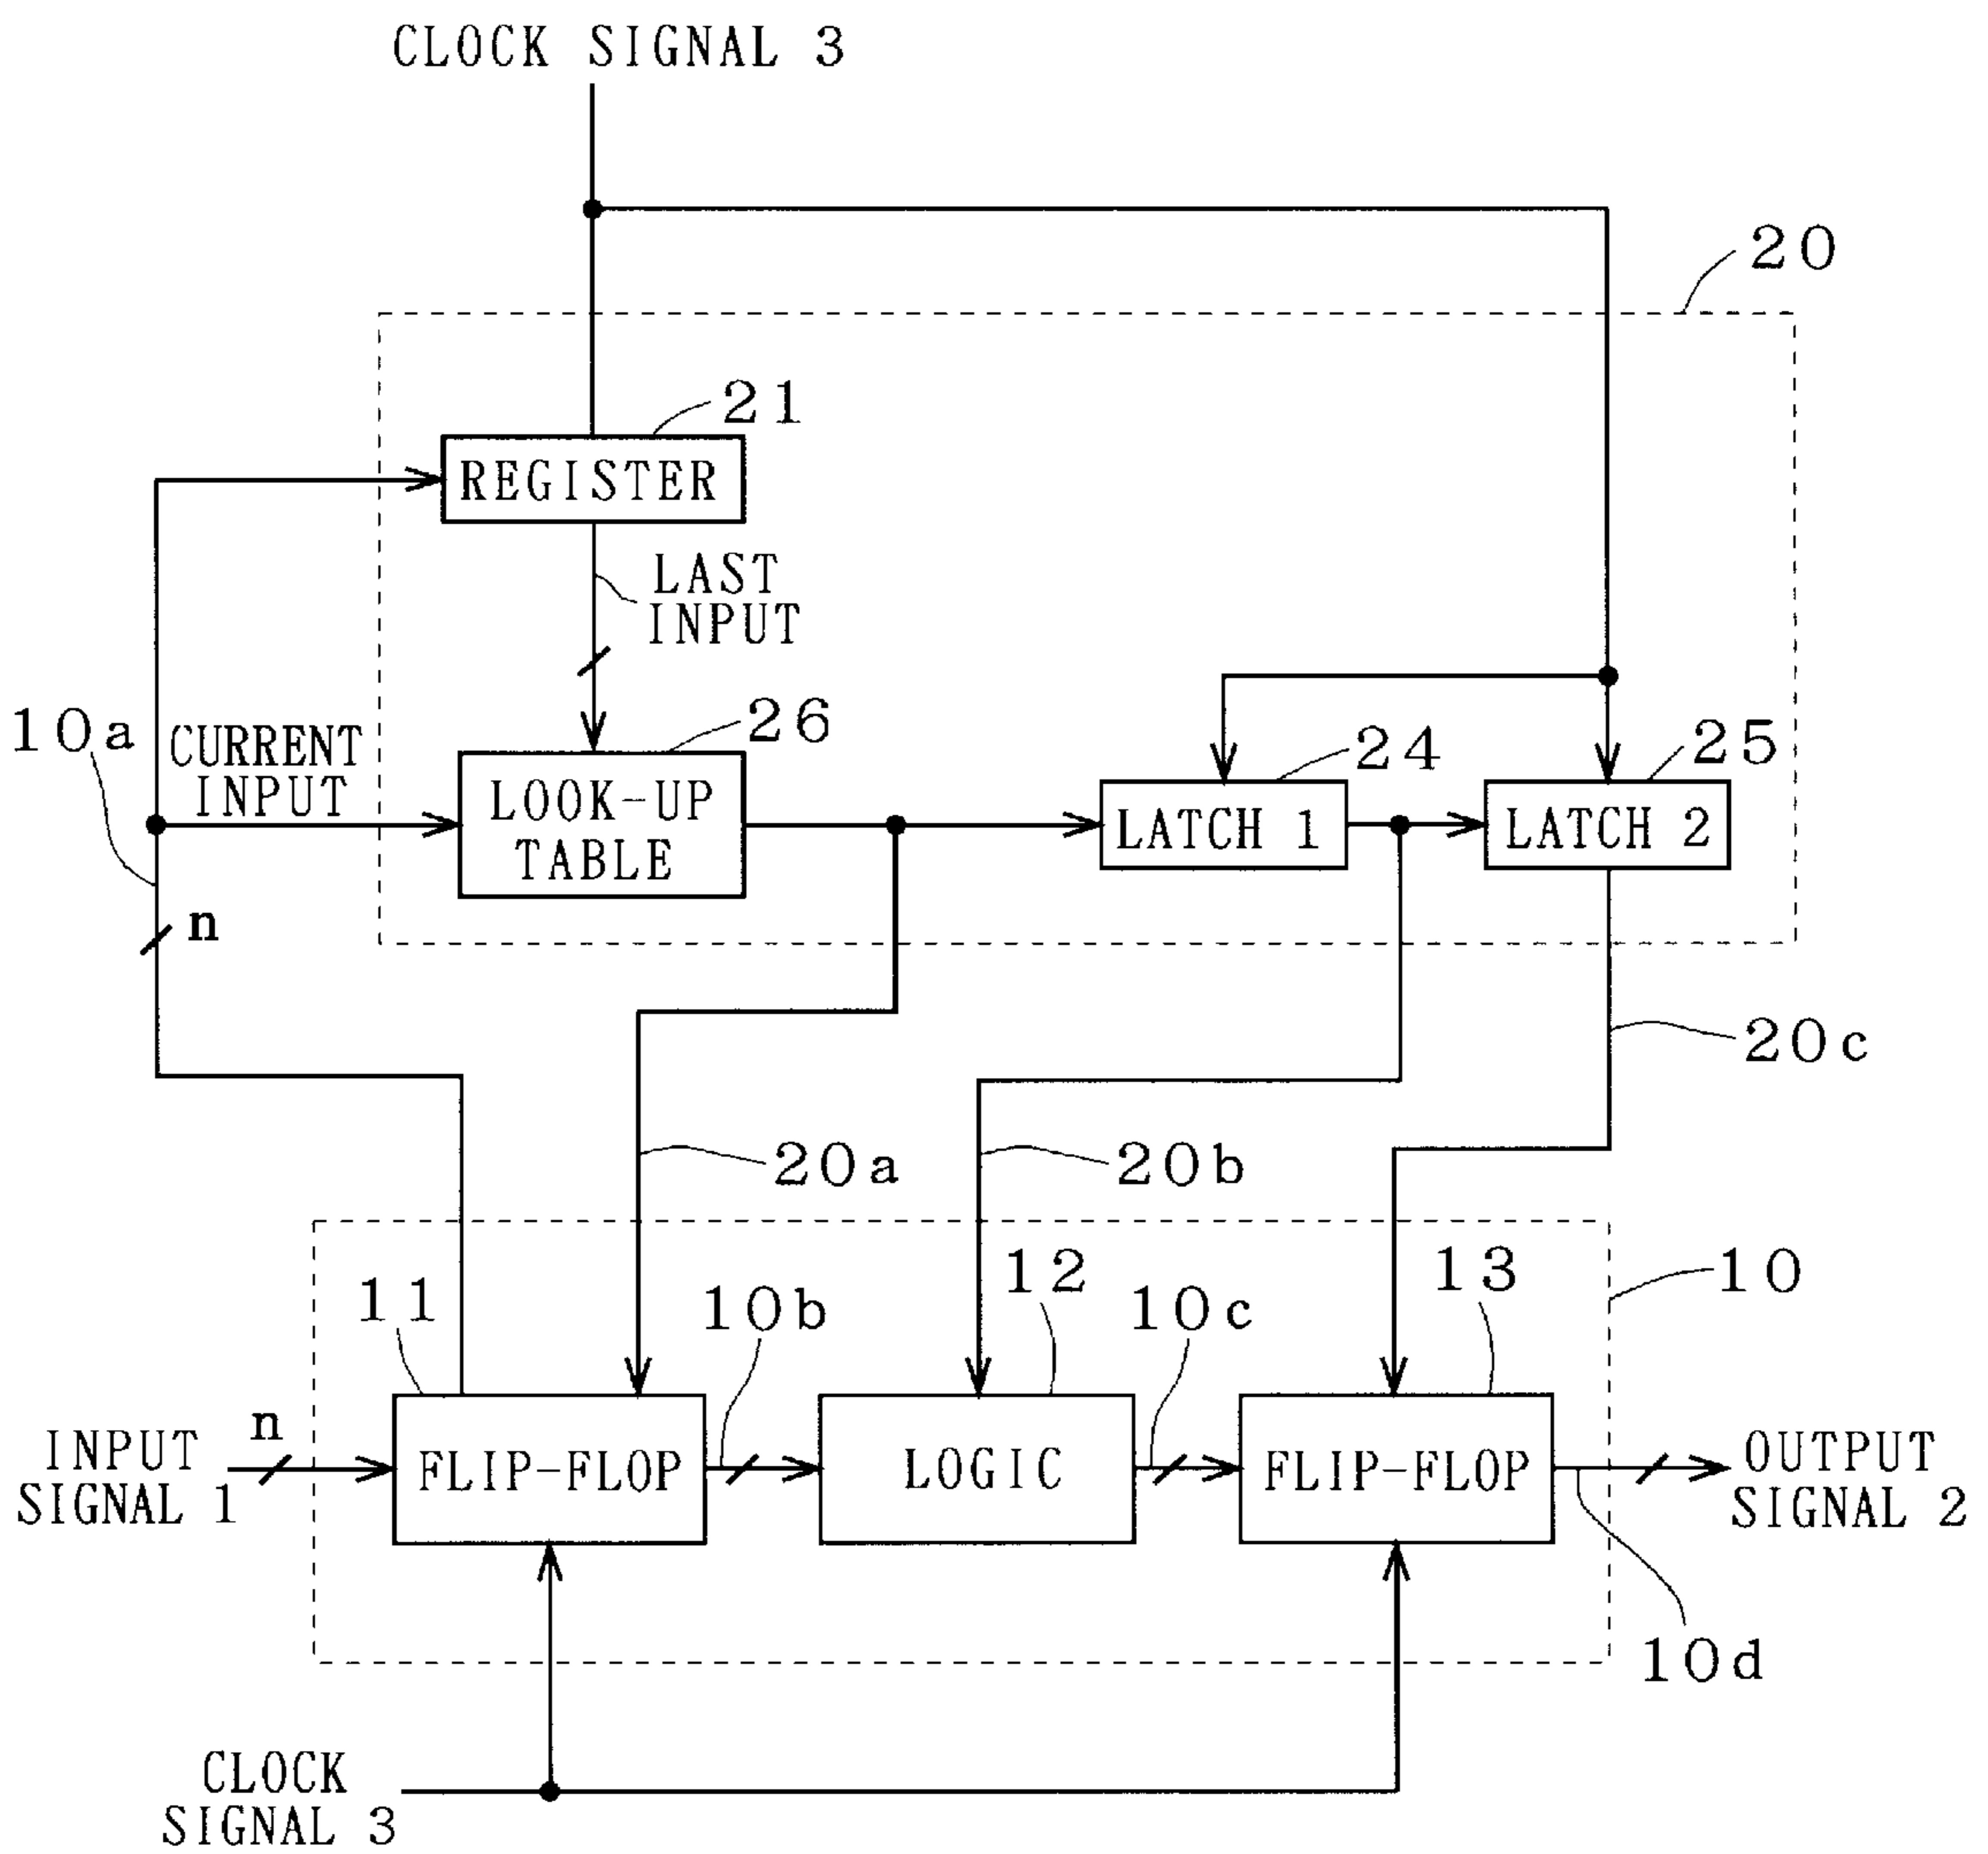 CLOCK SIGNAL 3
20
21
REGISTER
LAST
INPUT
10a
CURRENT
INPUT
26
LOOK-UP
TABLE
24
LATCH 1
25
LATCH 2
n
20c
20a
20b
11
10b
12
10c
13
10
INPUT
SIGNAL 1
n
FLIP-FLOP
LOGIC
FLIP-FLOP
OUTPUT
SIGNAL 2
10d
CLOCK
SIGNAL 3